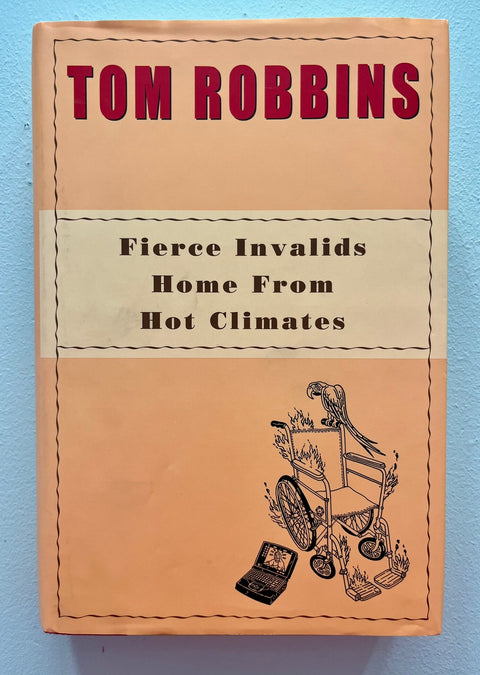 TOM ROBBINS
Fierce Invalids
Home From
Hot Climates